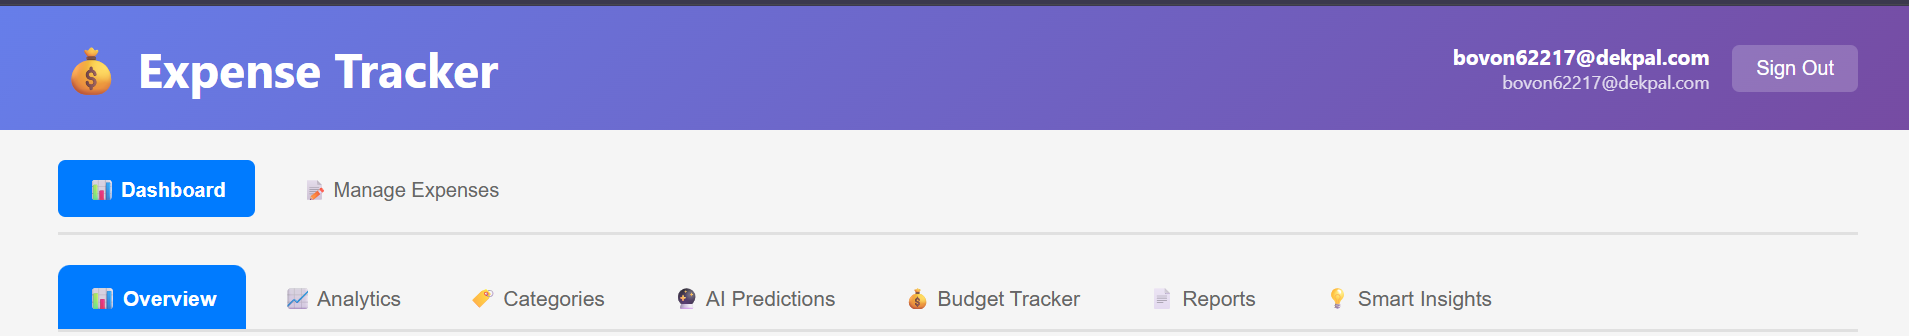 Expense Tracker
bovon62217@dekpal.com
bovon62217@dekpal.com
Sign Out
Dashboard
Manage Expenses
Overview
Analytics
Categories
AI Predictions
Budget Tracker
Reports
Smart Insights